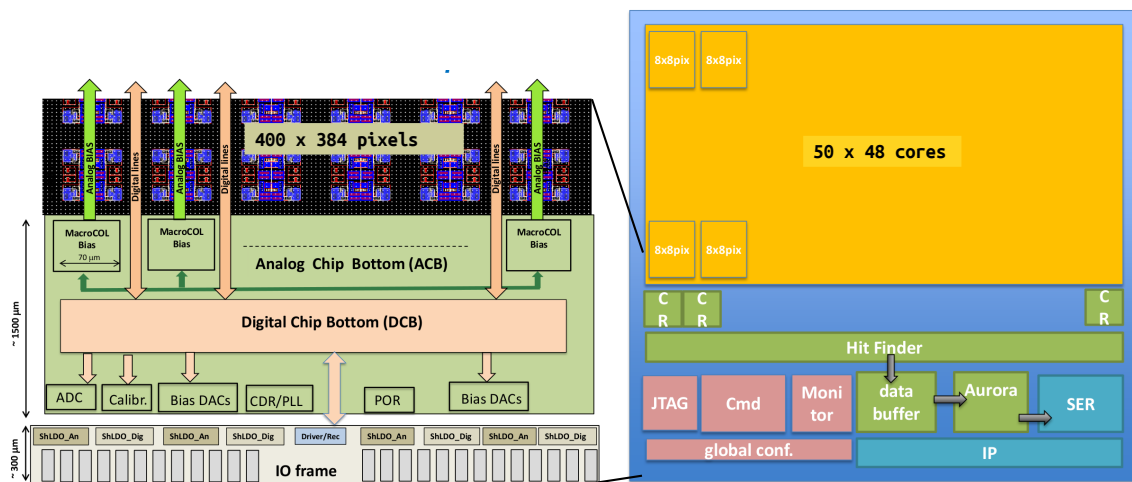 400 x 384 pixels
Analog BIAS
Digital lines
Analog BIAS
Digital lines
Digital lines
Analog BIAS
MacroCOL
Bias
70 µm
MacroCOL
Bias
MacroCOL
Bias
Analog Chip Bottom (ACB)
Digital Chip Bottom (DCB)
~ 1500 µm
ADC
Calibr.
Bias DACs
CDR/PLL
POR
Bias DACs
~ 300 µm
ShLDO_An
ShLDO_Dig
ShLDO_An
ShLDO_Dig
Driver/Rec
ShLDO_An
ShLDO_Dig
ShLDO_An
ShLDO_Dig
IO frame
8x8pix
8x8pix
50 x 48 cores
8x8pix
8x8pix
C
R
C
R
C
R
Hit Finder
JTAG
Cmd
Moni
tor
data
buffer
Aurora
SER
global conf.
IP